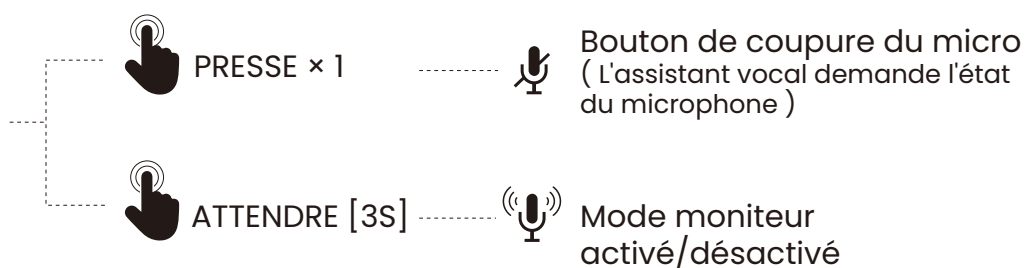 PRESSE × 1
Bouton de coupure du micro
( L'assistant vocal demande l'état
du microphone )
ATTENDRE [3S]
Mode moniteur
activé/désactivé